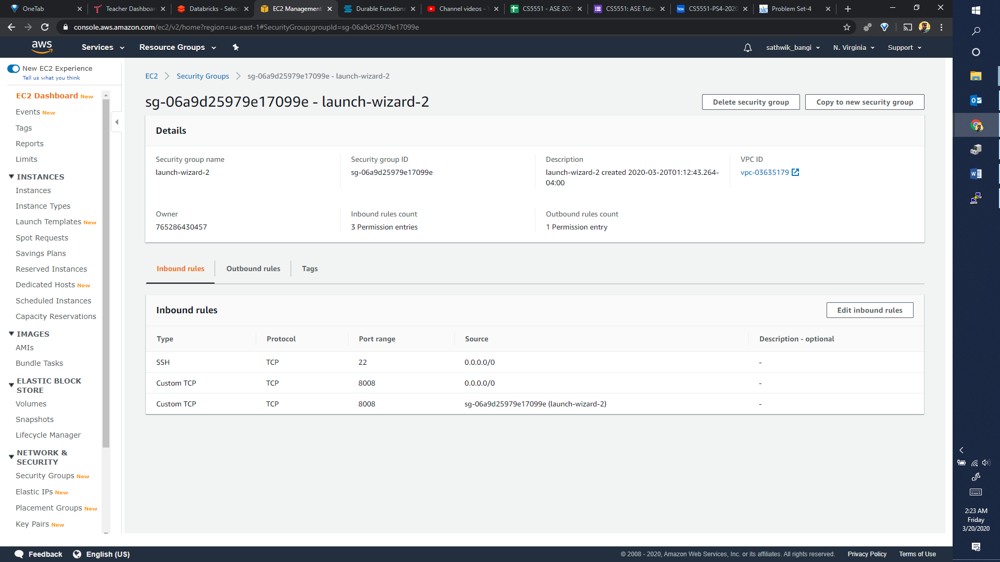 OneTab
Teacher Dashboar
Databricks - Selec
EC2 Management
Durable Functions
Channel videos - Y
CS5551 - ASE 202
CS5551: ASE Tuto
CS5551-PS4-2020
Problem Set-4
console.aws.amazon.com/ec2/v2/home?region=us-east-1#SecurityGroup:groupId=sg-06a9d25979e17099e
aws
Services
Resource Groups
sathwik_bangi
N. Virginia
Support
New EC2 Experience
Tell us what you think
EC2 Dashboard New
Events New
Tags
Reports
Limits
INSTANCES
Instances
Instance Types
Launch Templates New
Spot Requests
Savings Plans
Reserved Instances
Dedicated Hosts New
Scheduled Instances
Capacity Reservations
IMAGES
AMIs
Bundle Tasks
ELASTIC BLOCK
STORE
Volumes
Snapshots
Lifecycle Manager
NETWORK &
SECURITY
Security Groups New
Elastic IPs New
Placement Groups New
Key Pairs New
EC2 > Security Groups > sg-06a9d25979e17099e - launch-wizard-2
sg-06a9d25979e17099e - launch-wizard-2
Delete security group
Copy to new security group
Details
Security group name
launch-wizard-2
Security group ID
sg-06a9d25979e17099e
Description
launch-wizard-2 created 2020-03-20T01:12:43.264-
04:00
VPC ID
vpc-03635179
Owner
765286430457
Inbound rules count
3 Permission entries
Outbound rules count
1 Permission entry
Inbound rules
Outbound rules
Tags
Inbound rules
Edit inbound rules
Type Protocol Port range Source Description - optional
SSH TCP 22 0.0.0.0/0 -
Custom TCP TCP 8008 0.0.0.0/0 -
Custom TCP TCP 8008 sg-06a9d25979e17099e (launch-wizard-2) -
2:23 AM
Friday
3/20/2020
Feedback
English (US)
© 2008 - 2020, Amazon Web Services, Inc. or its affiliates. All rights reserved.
Privacy Policy
Terms of Use